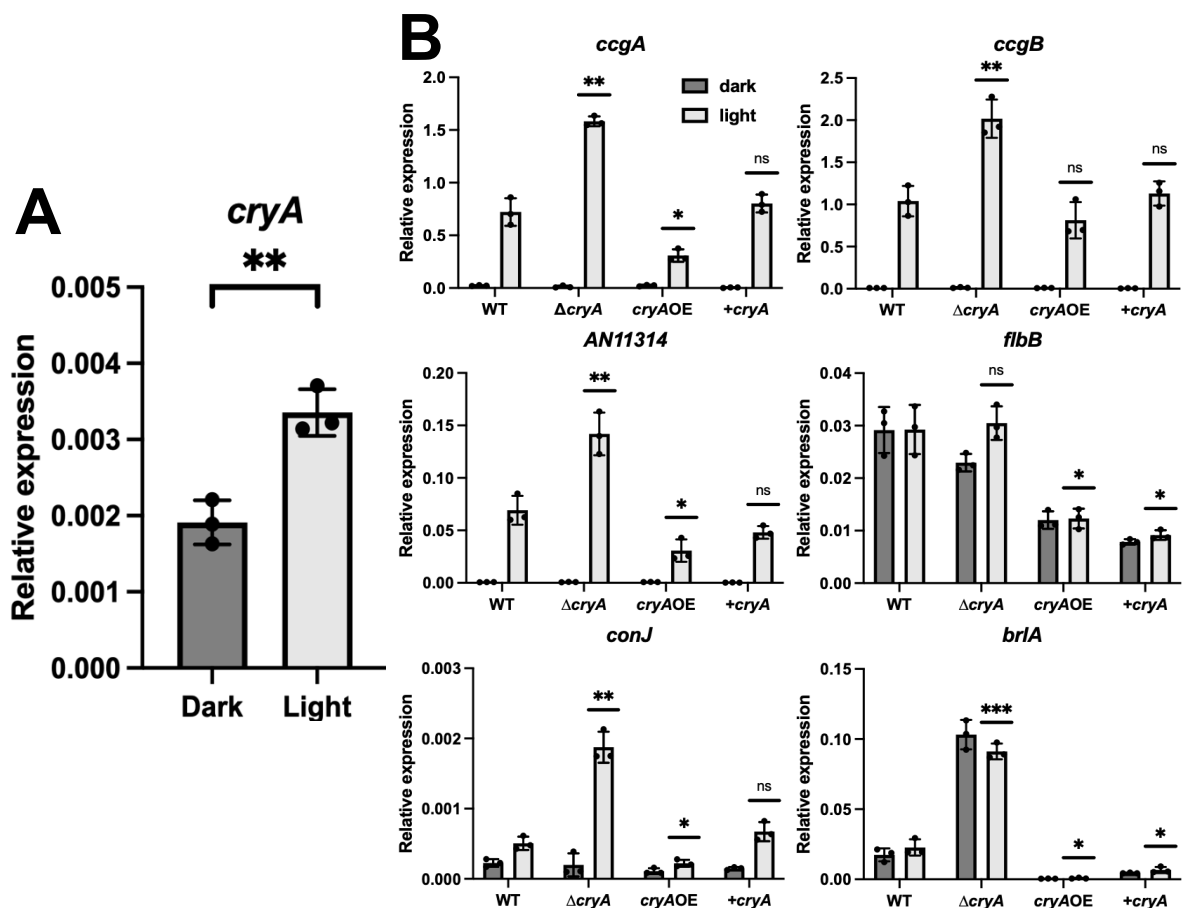 A
cryA
**
Relative expression
0.005
0.004
0.003
0.002
0.001
0.000
Dark Light
B
ccgA
Relative expression
2.0
1.5
1.0
0.5
0.0
** * ns
dark
light
WT ΔcryA cryAOE +cryA
ccgB
Relative expression
2.5
2.0
1.5
1.0
0.5
0.0
** ns ns
WT ΔcryA cryAOE +cryA
AN11314
Relative expression
0.20
0.15
0.10
0.05
0.00
** * ns
WT ΔcryA cryAOE +cryA
flbB
Relative expression
0.04
0.03
0.02
0.01
0.00
ns * *
WT ΔcryA cryAOE +cryA
conJ
Relative expression
0.003
0.002
0.001
0.000
** * ns
WT ΔcryA cryAOE +cryA
brlA
Relative expression
0.15
0.10
0.05
0.00
*** * *
WT ΔcryA cryAOE +cryA